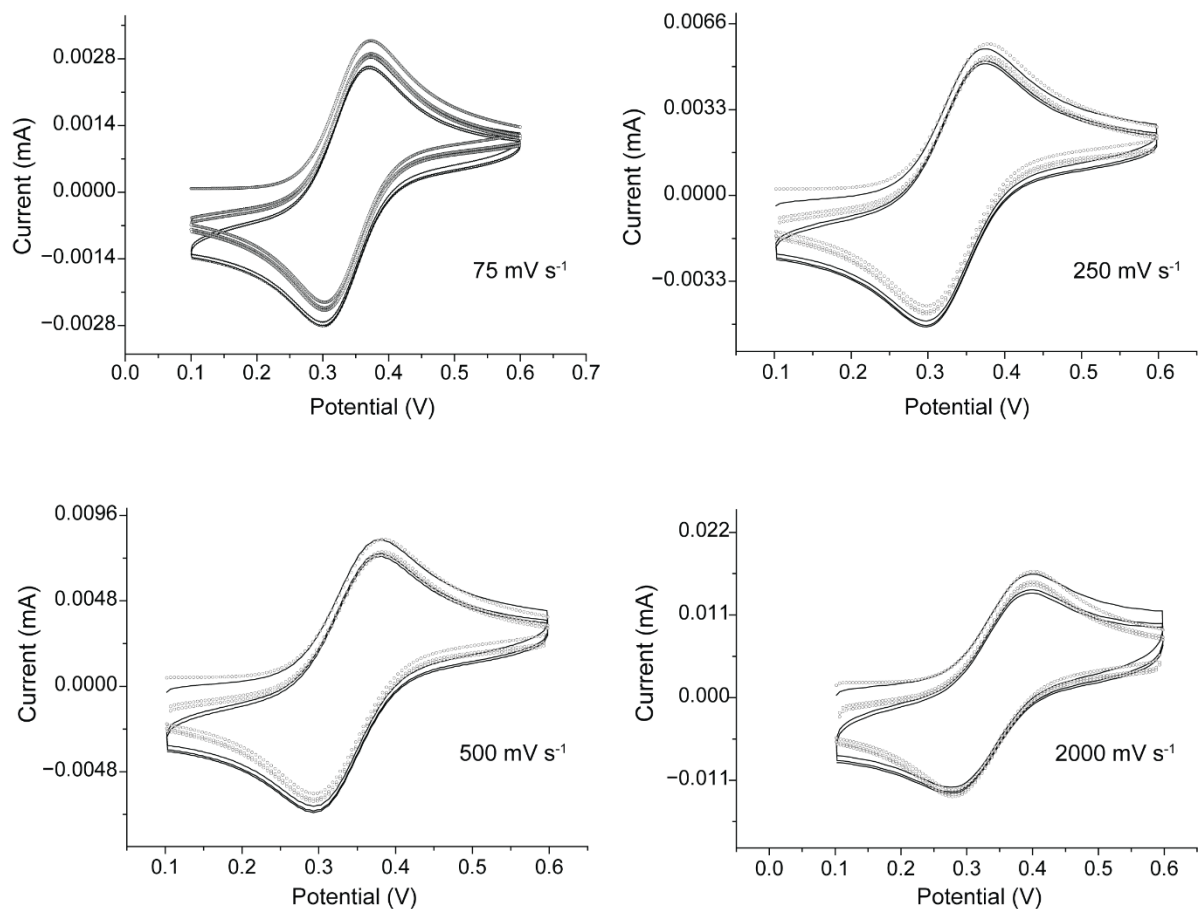 0.0028
0.0014
0.0000
−0.0014
−0.0028
Current (mA)
75 mV s⁻¹
0.0 0.1 0.2 0.3 0.4 0.5 0.6 0.7
Potential (V)
0.0066
0.0033
0.0000
−0.0033
Current (mA)
250 mV s⁻¹
0.1 0.2 0.3 0.4 0.5 0.6
Potential (V)
0.0096
0.0048
0.0000
−0.0048
Current (mA)
500 mV s⁻¹
0.1 0.2 0.3 0.4 0.5 0.6
Potential (V)
0.022
0.011
0.000
−0.011
Current (mA)
2000 mV s⁻¹
0.0 0.1 0.2 0.3 0.4 0.5 0.6
Potential (V)